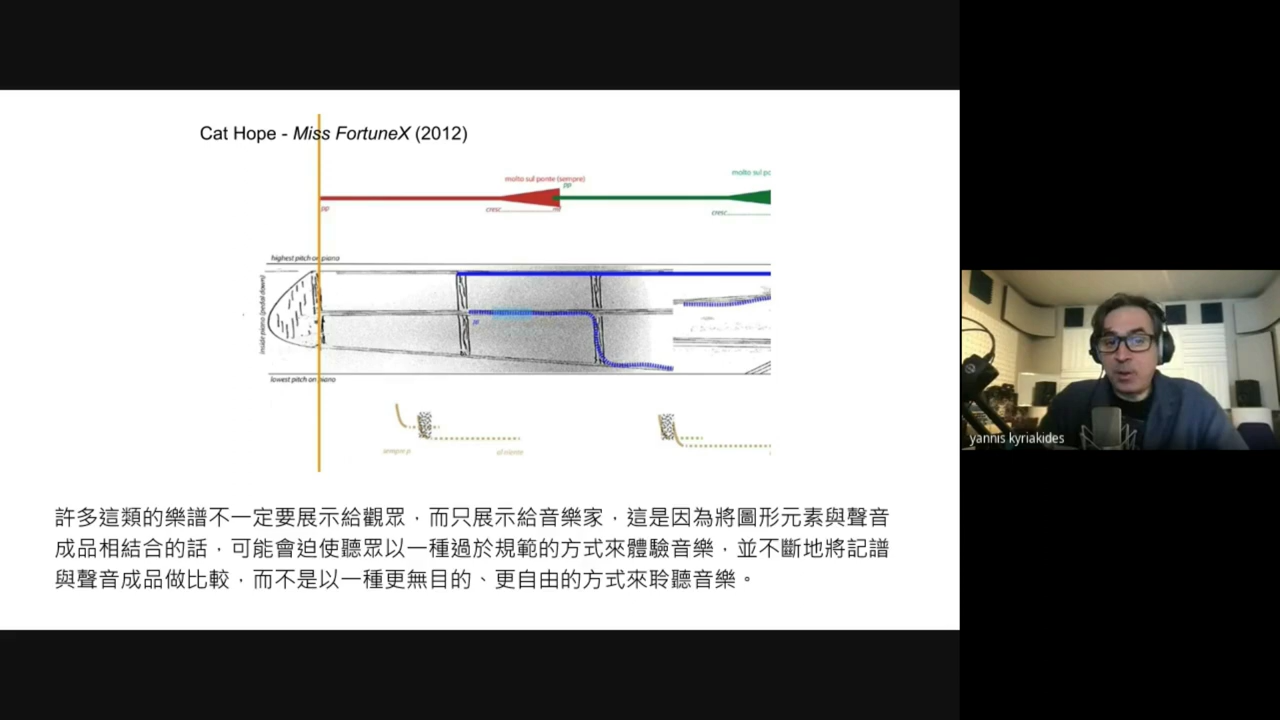 Cat Hope - Miss FortuneX (2012)
molto sul ponte (sempre)
pp
molto sul po
pp
cresc.
cresc.
highest pitch on piano
inside piano (pedal down)
pp
lowest pitch on piano
sempre p
al niente
許多這類的樂譜不一定要展示給觀眾，而只展示給音樂家，這是因為將圖形元素與聲音
成品相結合的話，可能會迫使聽眾以一種過於規範的方式來體驗音樂，並不斷地將記譜
與聲音成品做比較，而不是以一種更無目的、更自由的方式來聆聽音樂。
yannis kyriakides